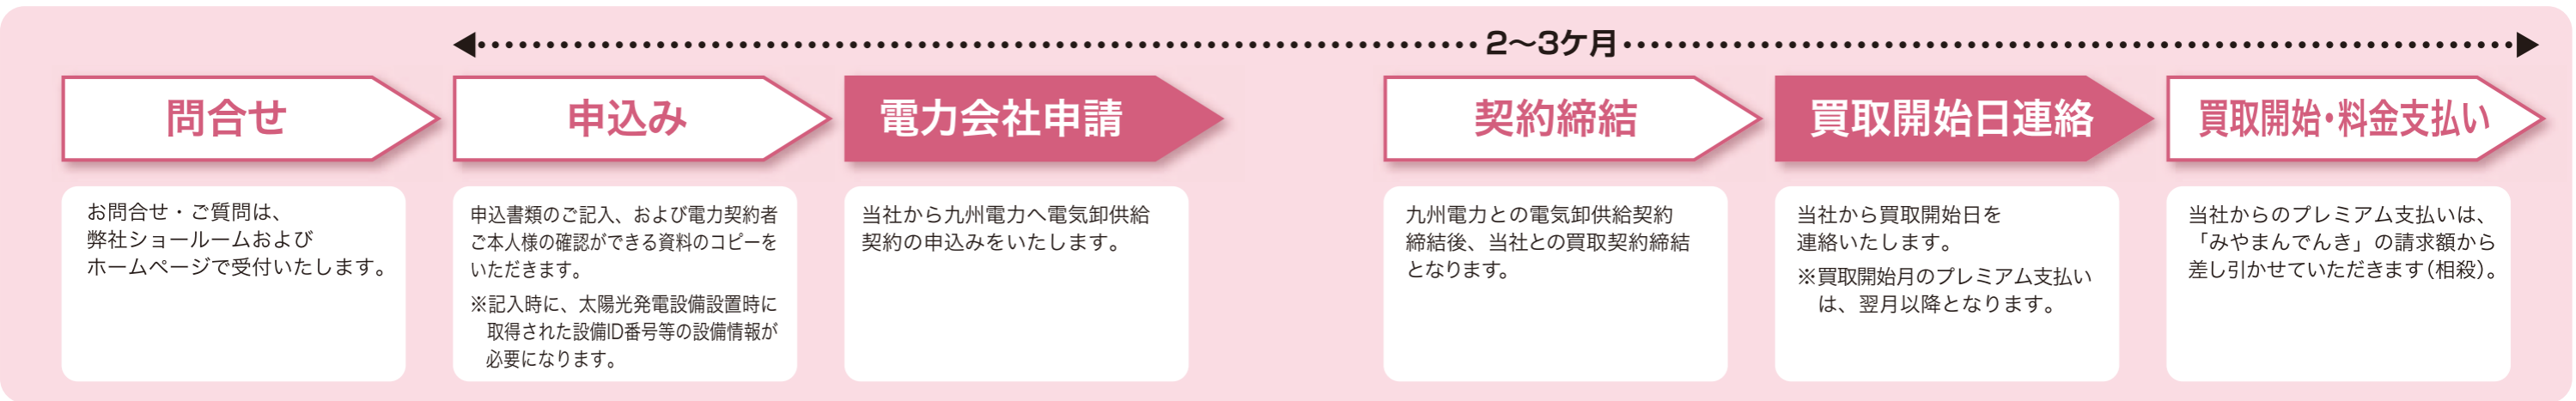 2〜3ケ月
問合せ
お問合せ・ご質問は、
弊社ショールームおよび
ホームページで受付いたします。
申込み
申込書類のご記入、および電力契約者
ご本人様の確認ができる資料のコピーを
いただきます。
※記入時に、太陽光発電設備設置時に
取得された設備ID番号等の設備情報が
必要になります。
電力会社申請
当社から九州電力へ電気卸供給
契約の申込みをいたします。
契約締結
九州電力との電気卸供給契約
締結後、当社との買取契約締結
となります。
買取開始日連絡
当社から買取開始日を
連絡いたします。
※買取開始月のプレミアム支払い
は、翌月以降となります。
買取開始・料金支払い
当社からのプレミアム支払いは、
「みやまんでんき」の請求額から
差し引かせていただきます（相殺）。